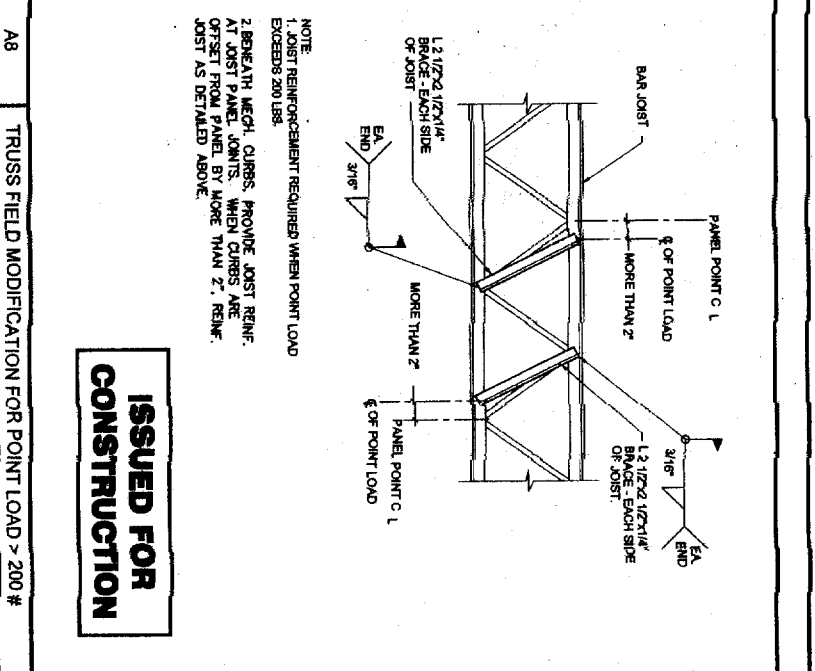 PANEL POINT C L
℄ OF POINT LOAD
MORE THAN 2"
BAR JOIST
L 2 1/2"x2 1/2"x1/4"
BRACE - EACH SIDE
OF JOIST
3/16"
EA.
END
L 2 1/2"x2 1/2"x1/4"
BRACE - EACH SIDE
OF JOIST.
3/16"
EA.
END
MORE THAN 2"
PANEL POINT C L
℄ OF POINT LOAD
NOTE:
1. JOIST REINFORCEMENT REQUIRED WHEN POINT LOAD
EXCEEDS 200 LBS.
2. BENEATH MECH. CURBS, PROVIDE JOIST REINF.
AT JOIST PANEL JOINTS. WHEN CURBS ARE
OFFSET FROM PANEL BY MORE THAN 2", REINF.
JOIST AS DETAILED ABOVE.
ISSUED FOR
CONSTRUCTION
A8
TRUSS FIELD MODIFICATION FOR POINT LOAD > 200 #